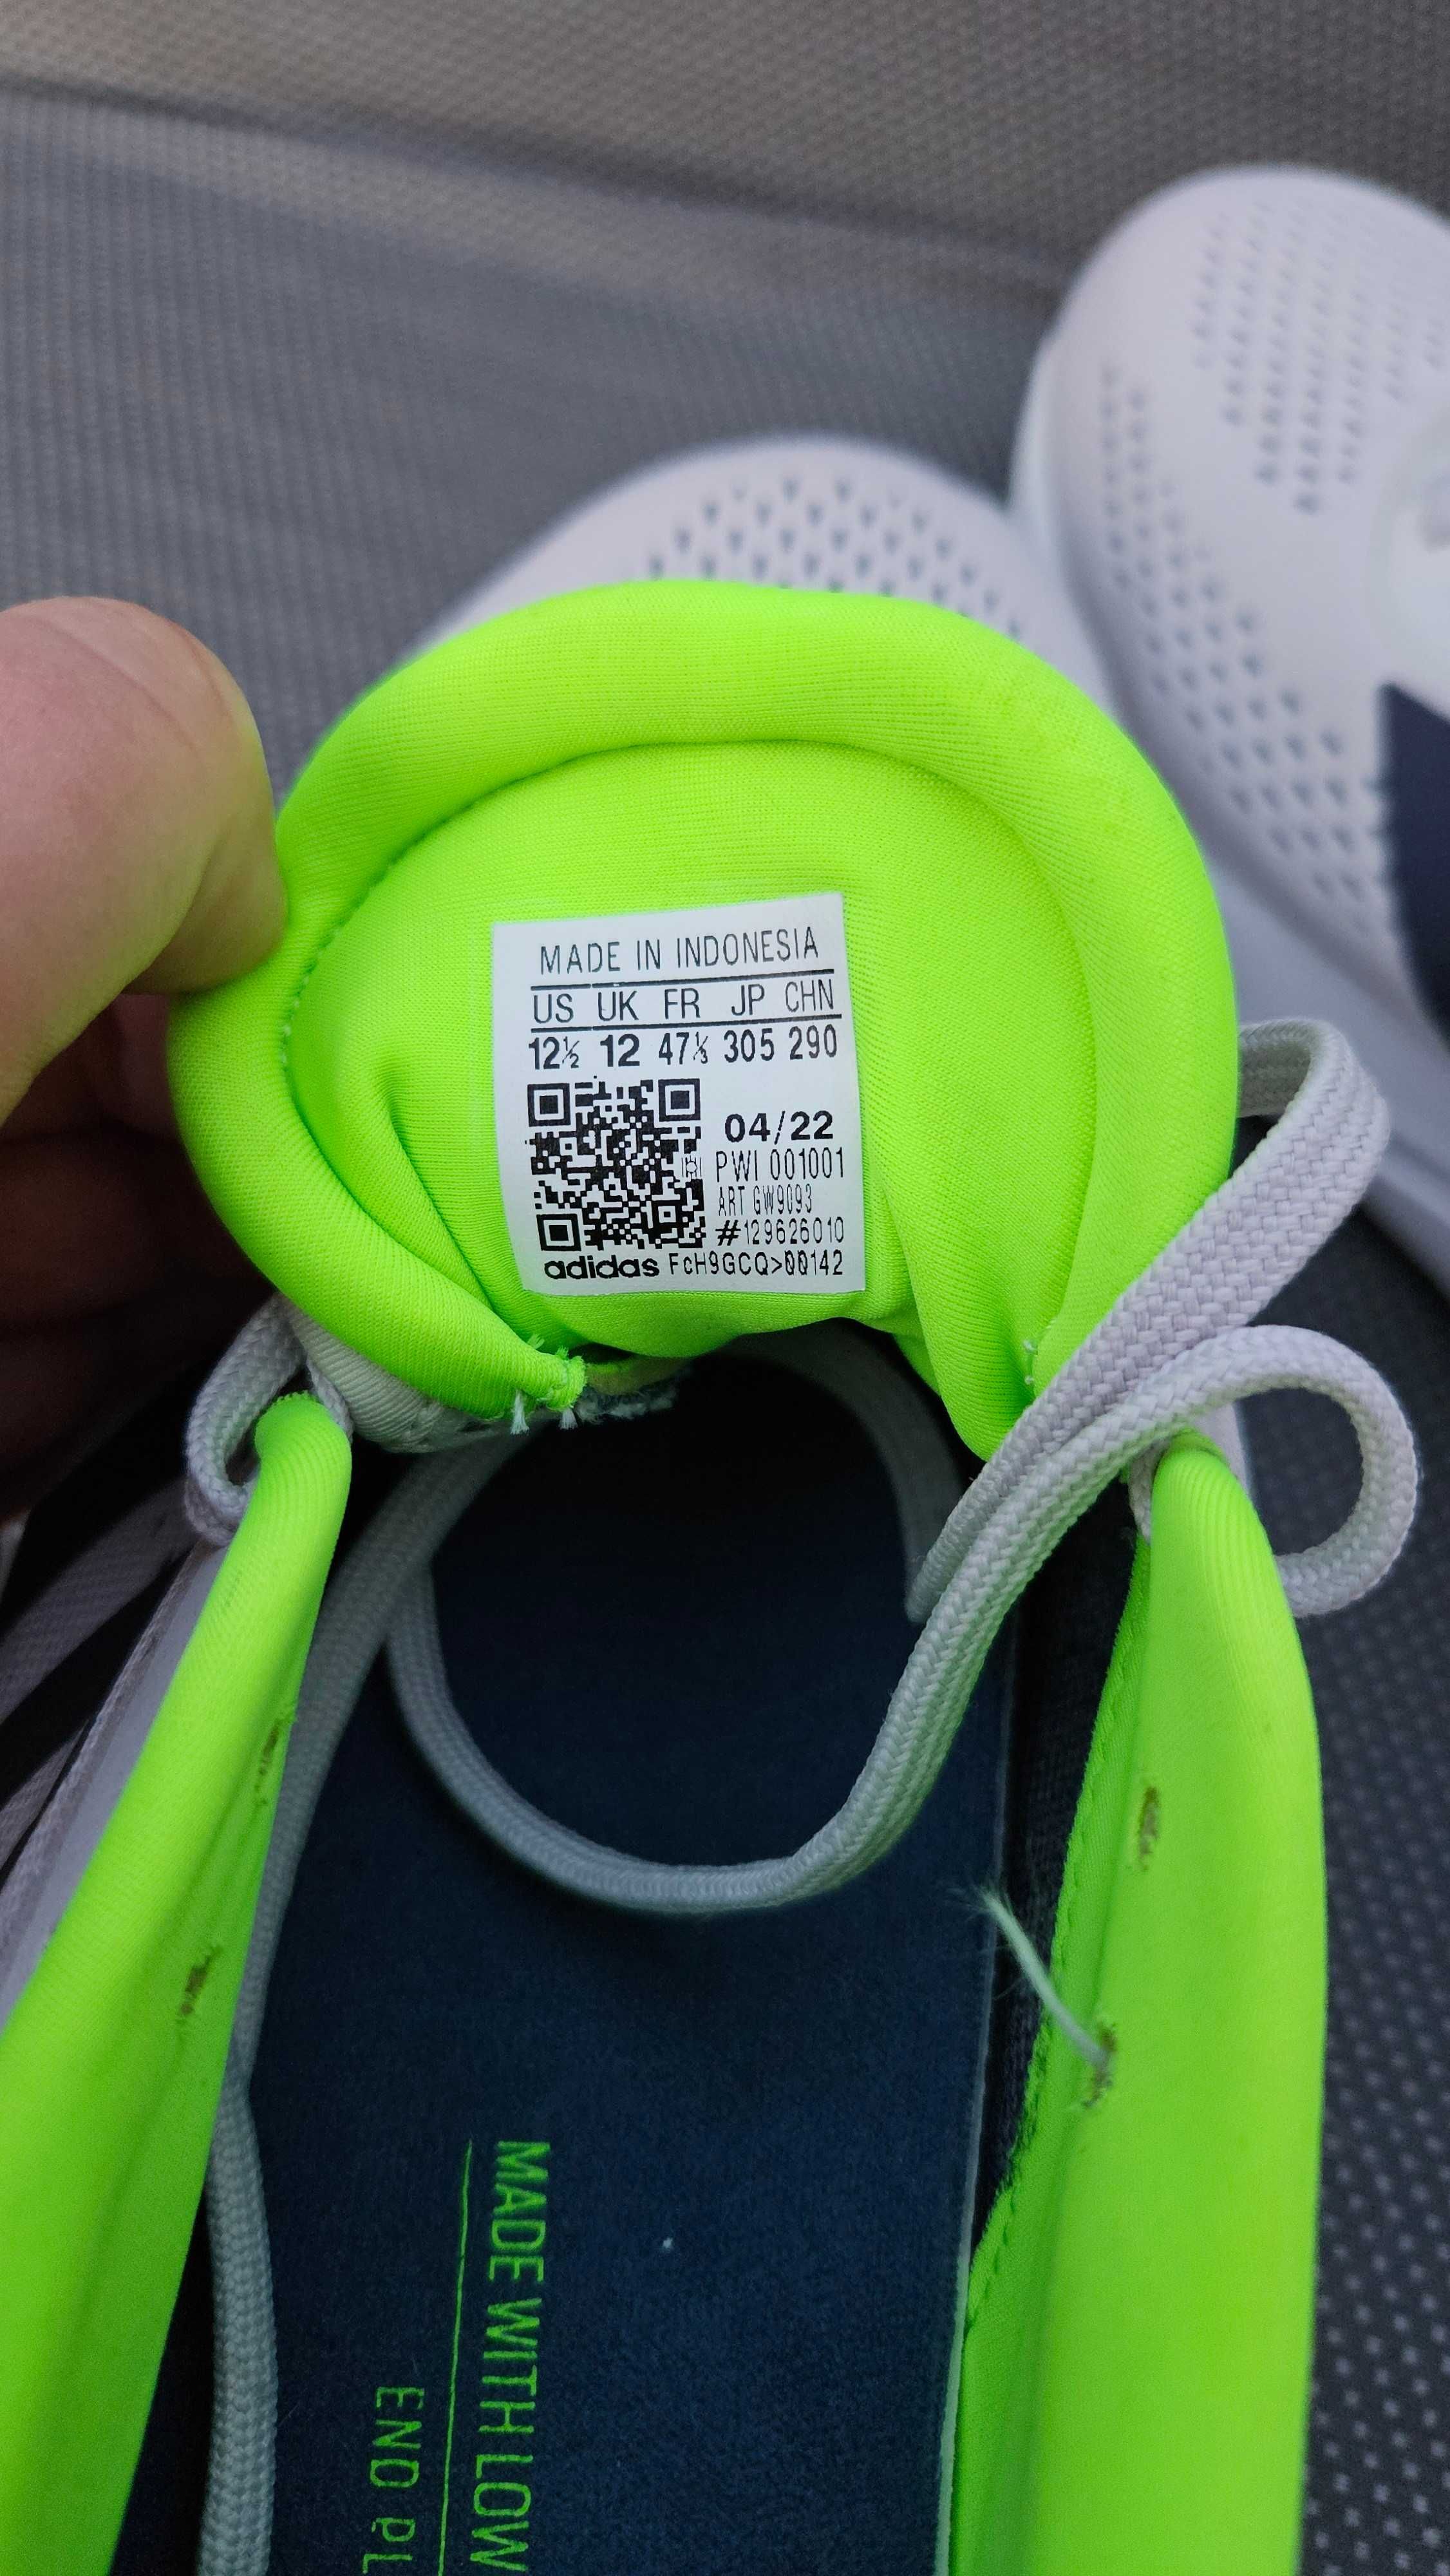 MADE IN INDONESIA
US UK FR JP CHN
12½ 12 47⅓ 305 290
04/22
PWI 001001
ART GW9093
#129626010
adidas FcH9GCQ>00142
MADE WITH LOW
END PL